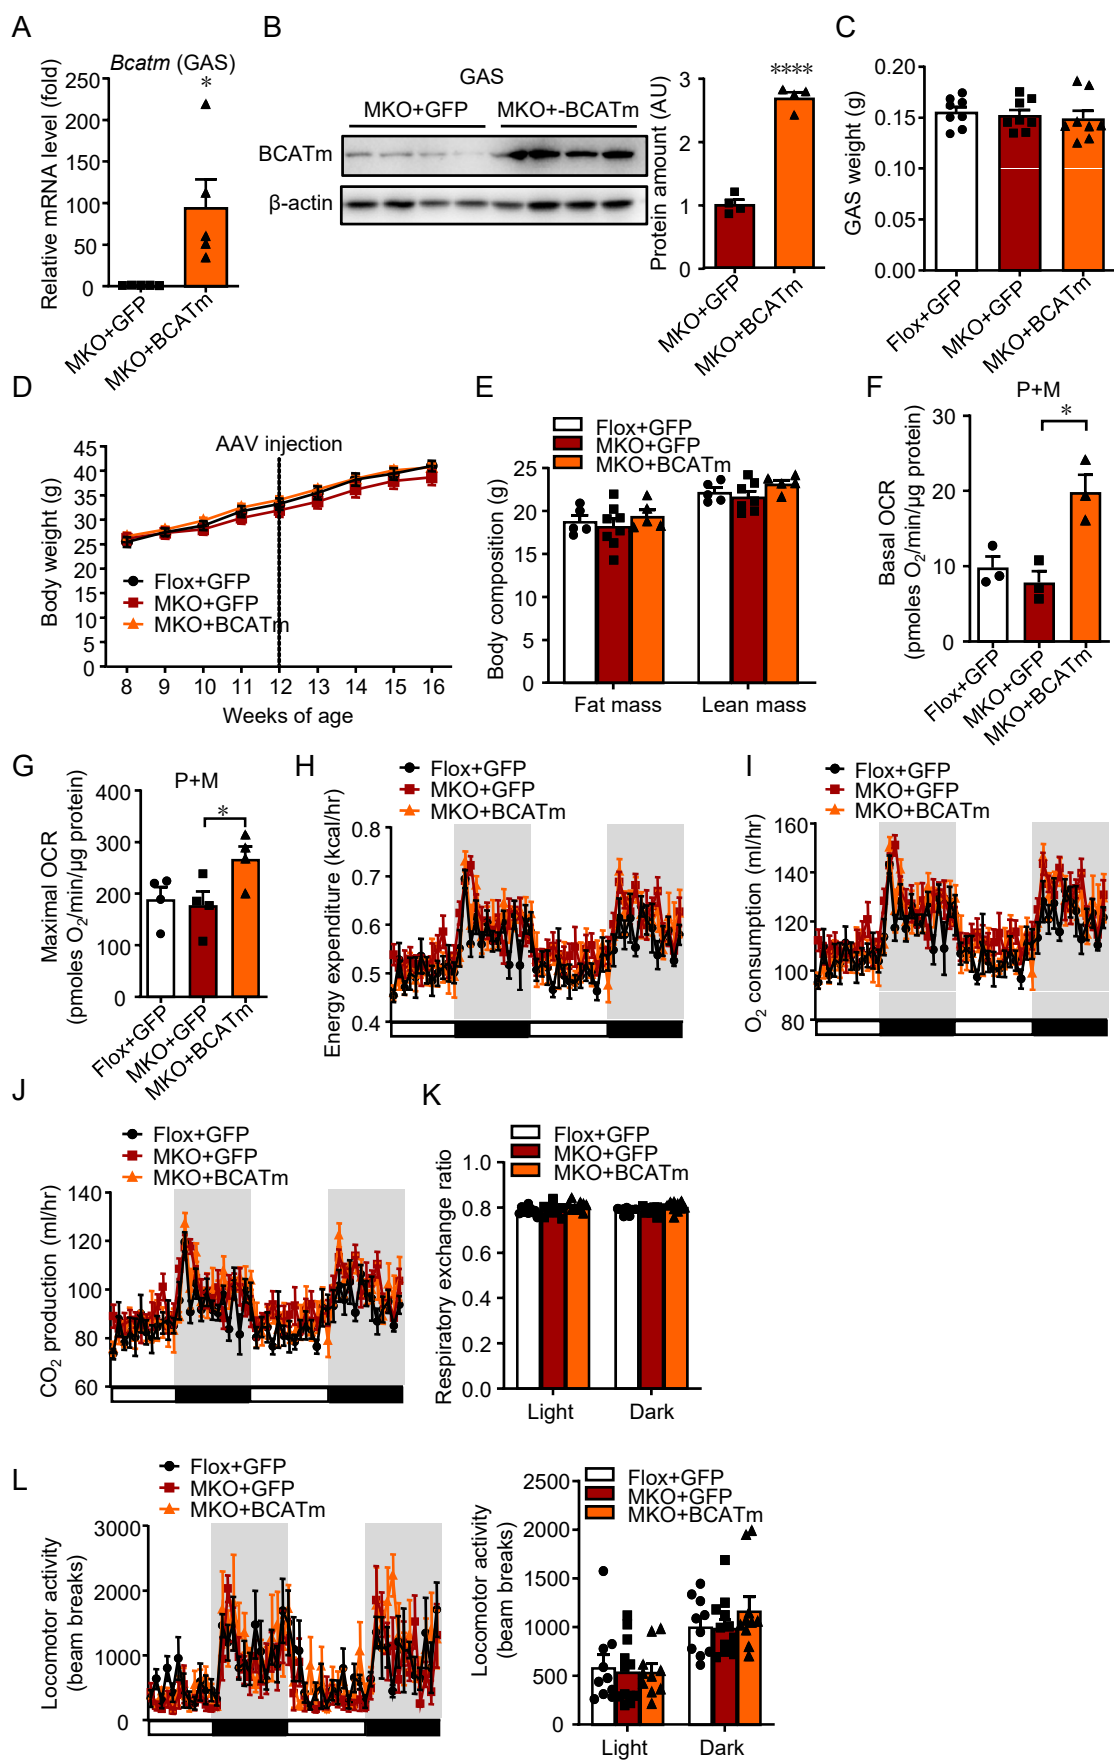 A
Bcatm (GAS)
*
Relative mRNA level (fold)
250
200
150
100
50
0
MKO+GFP
MKO+BCATm
B
GAS
MKO+GFP
MKO+-BCATm
BCATm
β-actin
****
Protein amount (AU)
3
2
1
0
MKO+GFP
MKO+BCATm
C
GAS weight (g)
0.20
0.15
0.10
0.05
0.00
Flox+GFP
MKO+GFP
MKO+BCATm
D
AAV injection
Body weight (g)
45
40
35
30
25
20
15
10
5
0
Flox+GFP
MKO+GFP
MKO+BCATm
8 9 10 11 12 13 14 15 16
Weeks of age
E
Flox+GFP
MKO+GFP
MKO+BCATm
Body composition (g)
25
20
15
10
5
0
Fat mass
Lean mass
F
P+M
*
Basal OCR
(pmoles O₂/min/µg protein)
30
20
10
0
Flox+GFP
MKO+GFP
MKO+BCATm
G
P+M
*
Maximal OCR
(pmoles O₂/min/µg protein)
400
300
200
100
0
Flox+GFP
MKO+GFP
MKO+BCATm
H
Flox+GFP
MKO+GFP
MKO+BCATm
Energy expenditure (kcal/hr)
0.8
0.7
0.6
0.5
0.4
I
Flox+GFP
MKO+GFP
MKO+BCATm
O₂ consumption (ml/hr)
160
140
120
100
80
J
Flox+GFP
MKO+GFP
MKO+BCATm
CO₂ production (ml/hr)
140
120
100
80
60
K
Flox+GFP
MKO+GFP
MKO+BCATm
Respiratory exchange ratio
1.0
0.8
0.6
0.4
0.2
0.0
Light
Dark
L
Flox+GFP
MKO+GFP
MKO+BCATm
Locomotor activity
(beam breaks)
3000
2000
1000
0
Flox+GFP
MKO+GFP
MKO+BCATm
Locomotor activity
(beam breaks)
2500
2000
1500
1000
500
0
Light
Dark